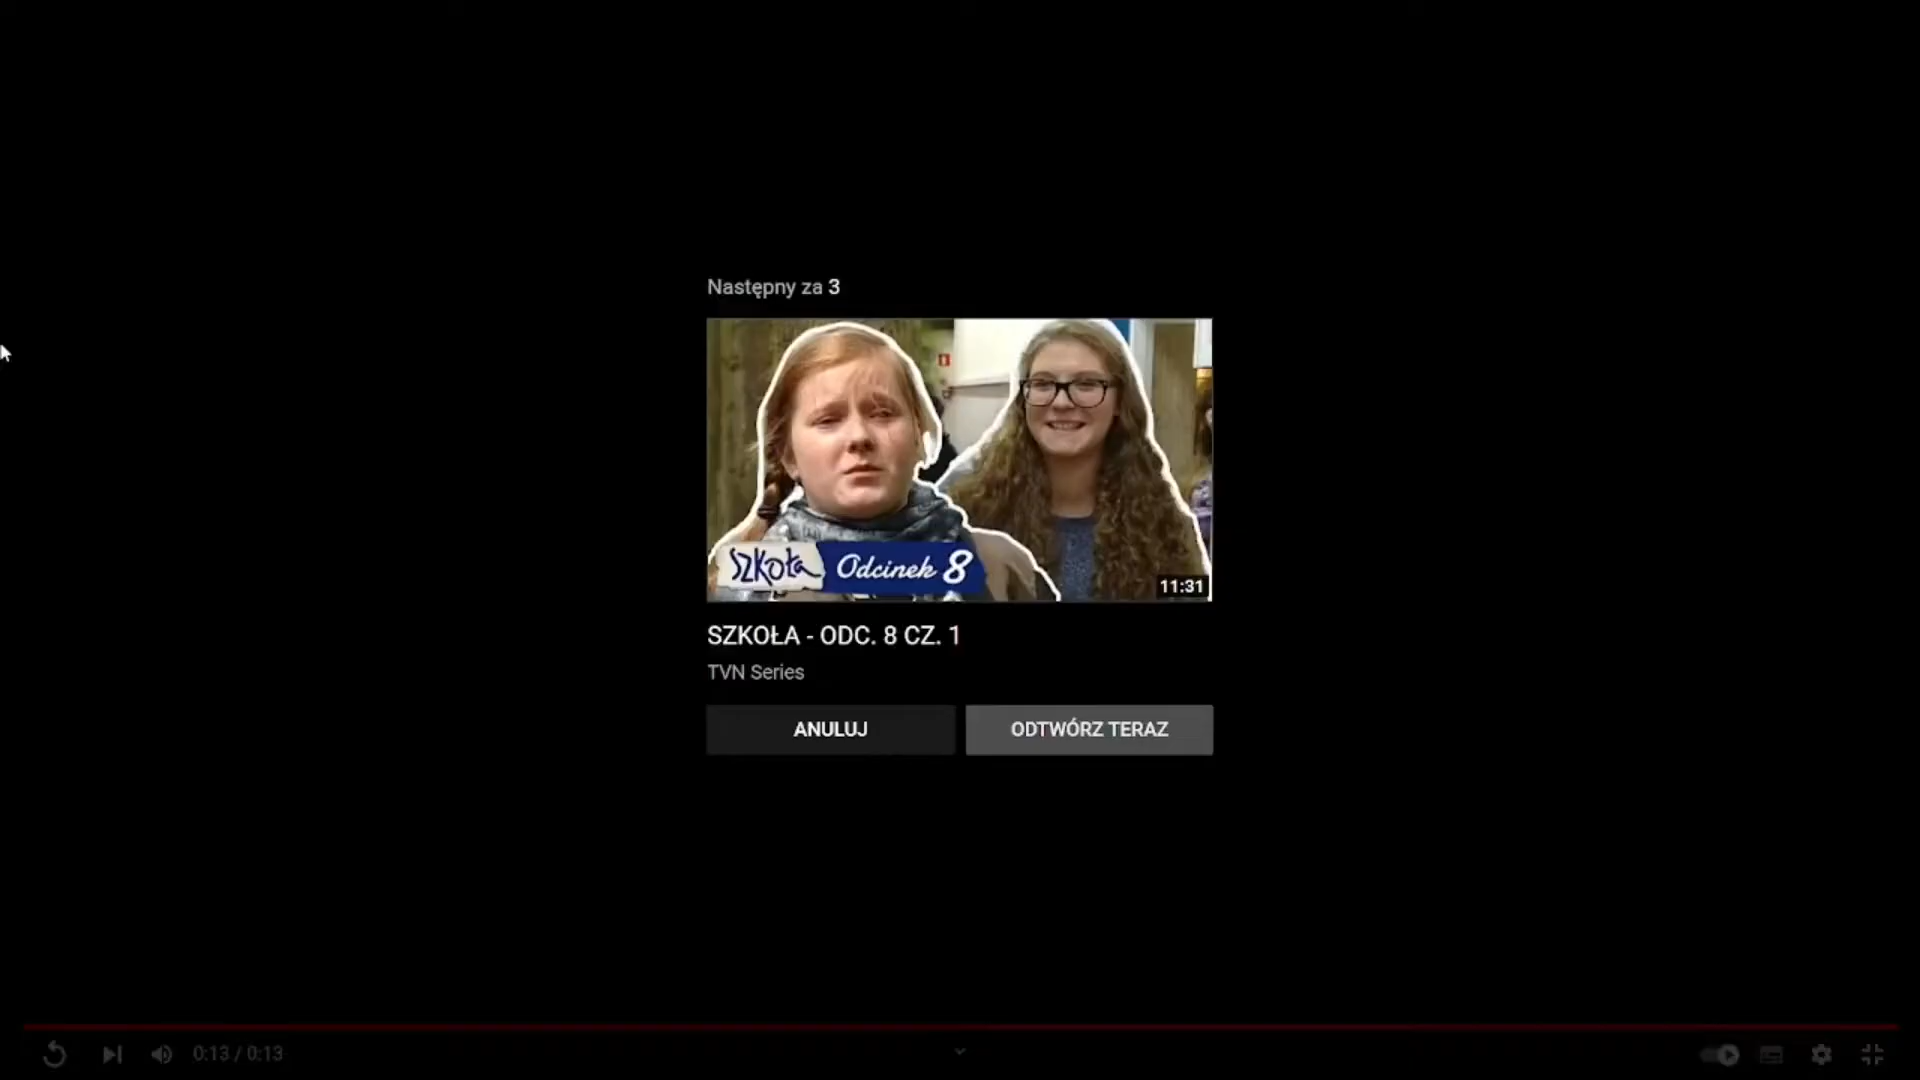 Następny za 3
Szkoła Odcinek 8
11:31
SZKOŁA - ODC. 8 CZ. 1
TVN Series
ANULUJ ODTWÓRZ TERAZ
0:13 / 0:13